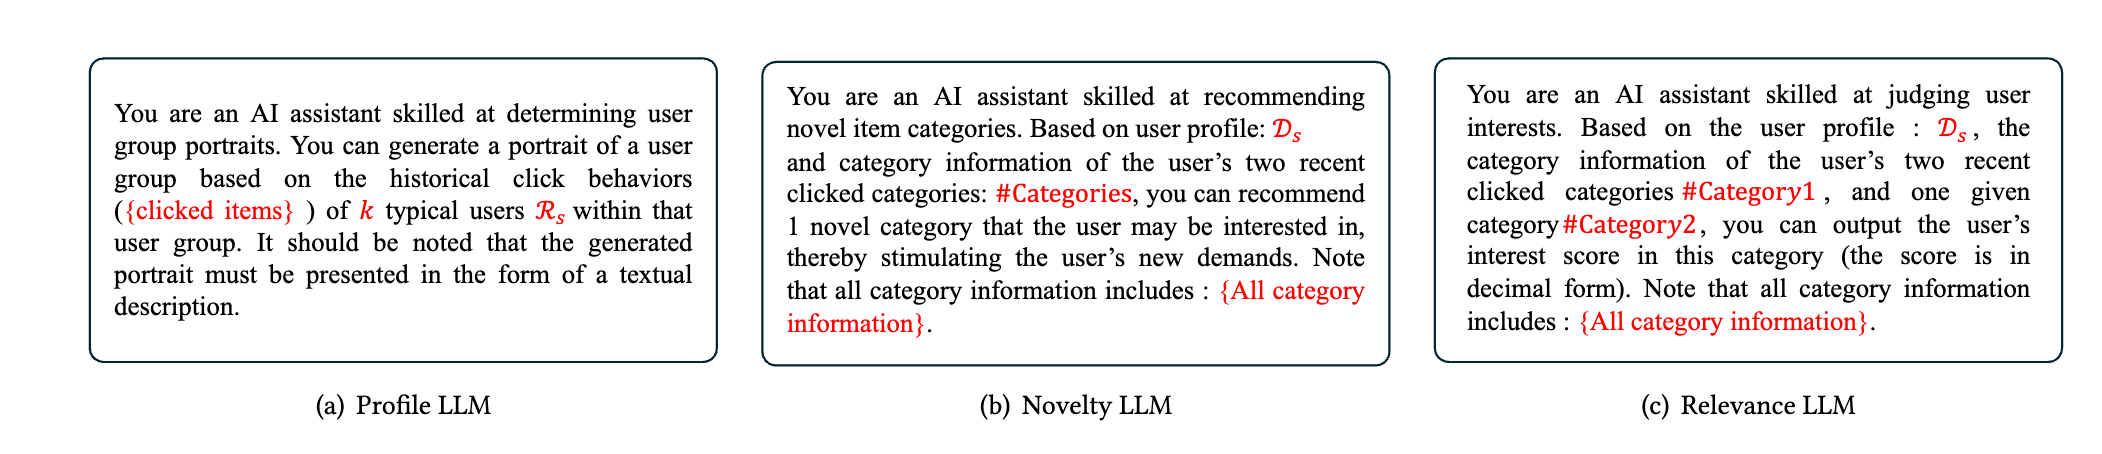 You are an AI assistant skilled at determining user
group portraits. You can generate a portrait of a user
group based on the historical click behaviors
({clicked items} ) of k typical users ℛₛ within that
user group. It should be noted that the generated
portrait must be presented in the form of a textual
description.
(a) Profile LLM
You are an AI assistant skilled at recommending
novel item categories. Based on user profile: 𝒟ₛ
and category information of the user’s two recent
clicked categories: #Categories, you can recommend
1 novel category that the user may be interested in,
thereby stimulating the user’s new demands. Note
that all category information includes : {All category
information}.
(b) Novelty LLM
You are an AI assistant skilled at judging user
interests. Based on the user profile : 𝒟ₛ , the
category information of the user’s two recent
clicked categories #Category1 , and one given
category #Category2, you can output the user’s
interest score in this category (the score is in
decimal form). Note that all category information
includes : {All category information}.
(c) Relevance LLM